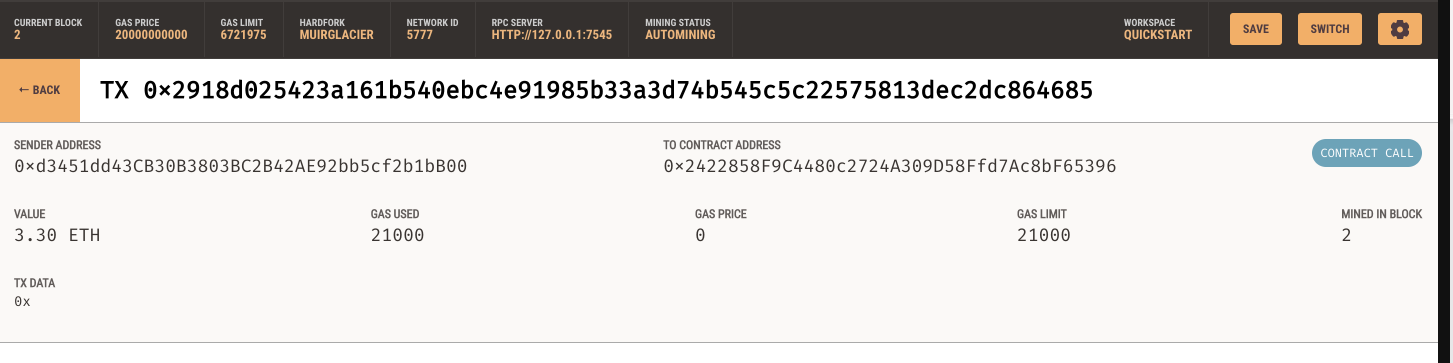 CURRENT BLOCK GAS PRICE GAS LIMIT HARDFORK NETWORK ID RPC SERVER MINING STATUS WORKSPACE
2 20000000000 6721975 MUIRGLACIER 5777 HTTP://127.0.0.1:7545 AUTOMINING QUICKSTART SAVE SWITCH
← BACK TX 0×2918d025423a161b540ebc4e91985b33a3d74b545c5c22575813dec2dc864685
SENDER ADDRESS TO CONTRACT ADDRESS
0×d3451dd43CB30B3803BC2B42AE92bb5cf2b1bB00 0×2422858F9C4480c2724A309D58Ffd7Ac8bF65396 CONTRACT CALL
VALUE GAS USED GAS PRICE GAS LIMIT MINED IN BLOCK
3.30 ETH 21000 0 21000 2
TX DATA
0x